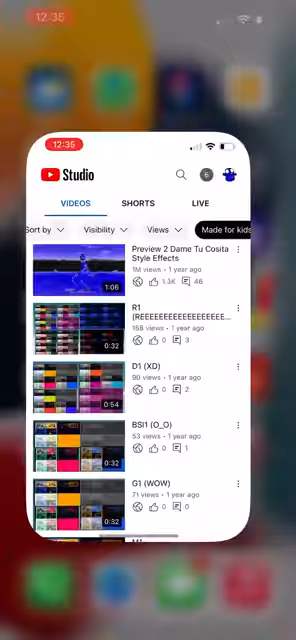 12:35
12:35
Studio
6
VIDEOS
SHORTS
LIVE
Sort by
Visibility
Views
Made for kids
Preview 2 Dame Tu Cosita
Style Effects
1M views • 1 year ago
1.3K
46
1:06
R1
(REEEEEEEEEEEEEEEEEE...
158 views • 1 year ago
0
3
0:32
D1 (XD)
90 views • 1 year ago
0
2
0:54
BSI1 (O_O)
53 views • 1 year ago
0
1
0:32
G1 (WOW)
71 views • 1 year ago
0
0
0:32